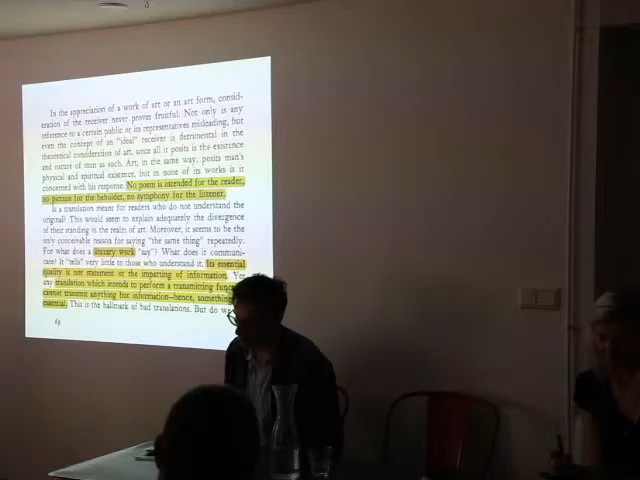 In the appreciation of a work of art or an art form, consid-
eration of the receiver never proves fruitful. Not only is any
reference to a certain public or its representatives misleading, but
even the concept of an "ideal" receiver is detrimental in the
theoretical consideration of art, since all it posits is the existence
and nature of man as such. Art, in the same way, posits man's
physical and spiritual existence, but in none of its works is it
concerned with his response. No poem is intended for the reader,
no picture for the beholder, no symphony for the listener.
Is a translation meant for readers who do not understand the
original? This would seem to explain adequately the divergence
of their standing in the realm of art. Moreover, it seems to be the
only conceivable reason for saying "the same thing" repeatedly.
For what does a literary work "say"? What does it communi-
cate? It "tells" very little to those who understand it. Its essential
quality is not statement or the imparting of information. Yet
any translation which intends to perform a transmitting
cannot transmit anything but information—hence, something
essential. This is the hallmark of bad translations. But do
69